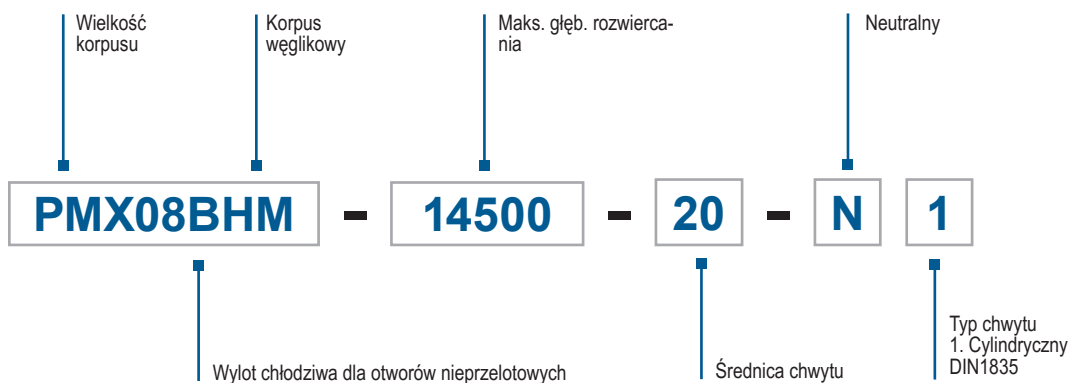 Wielkość
korpusu
Korpus
węglikowy
Maks. głęb. rozwierca-
nia
Neutralny
PMX08BHM - 14500 - 20 - N 1
Wylot chłodziwa dla otworów nieprzelotowych
Średnica chwytu
Typ chwytu
1. Cylindryczny
DIN1835